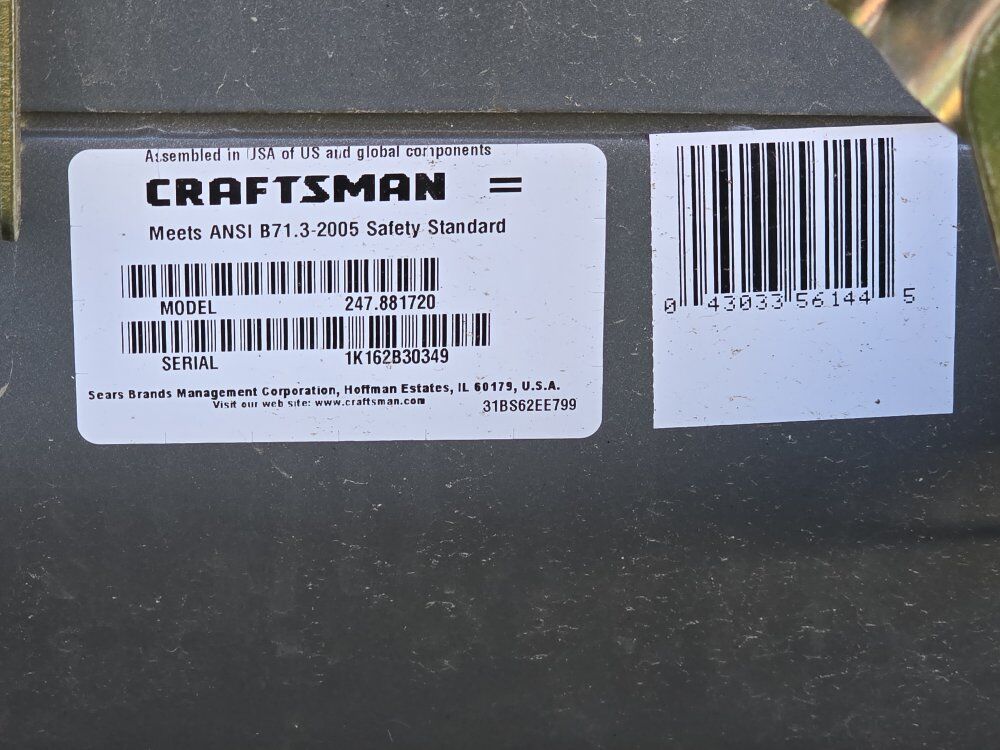 Assembled in USA of US and global components
CRAFTSMAN =
Meets ANSI B71.3-2005 Safety Standard
MODEL 247.881720
SERIAL 1K162B30349
Sears Brands Management Corporation, Hoffman Estates, IL 60179, U.S.A.
Visit our web site: www.craftsman.com
31BS62EE799
0 43033 56144 5